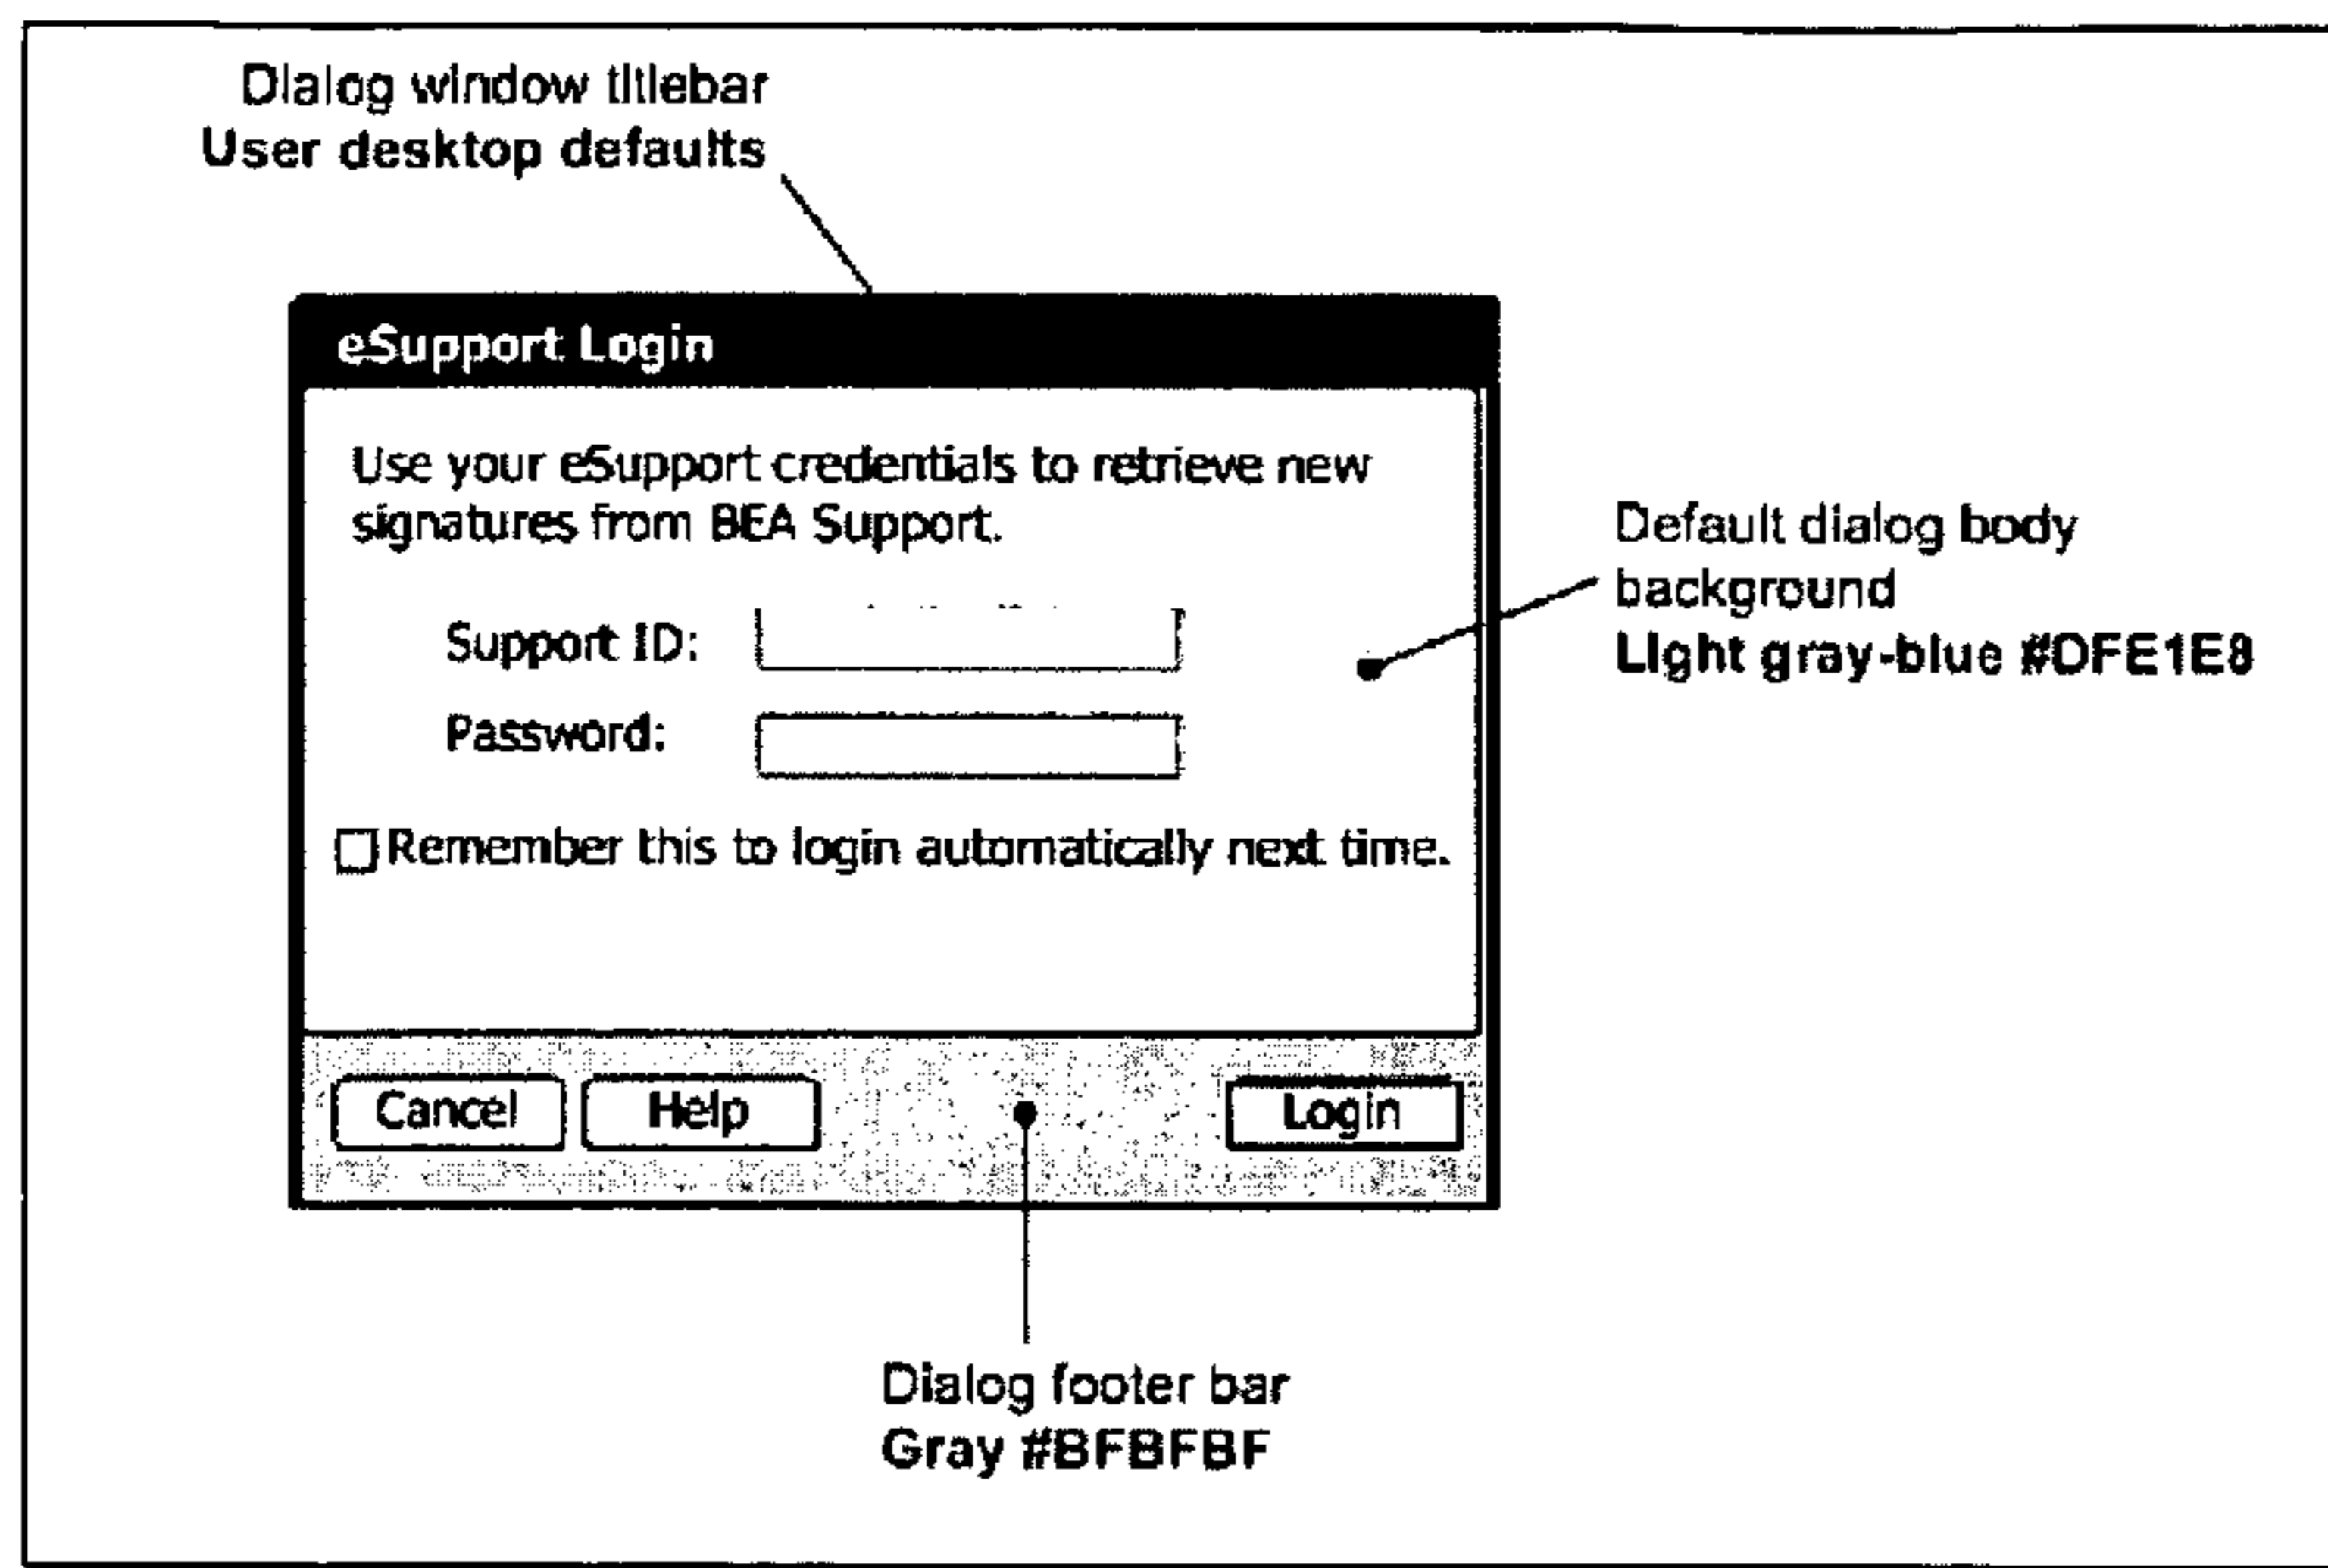 Dialog window titlebar
User desktop defaults
eSupport Login
Use your eSupport credentials to retrieve new
signatures from BEA Support.
Default dialog body
background
Light gray-blue #DFE1E8
Support ID:
Password:
Remember this to login automatically next time.
Cancel Help Login
Dialog footer bar
Gray #BFBFBF